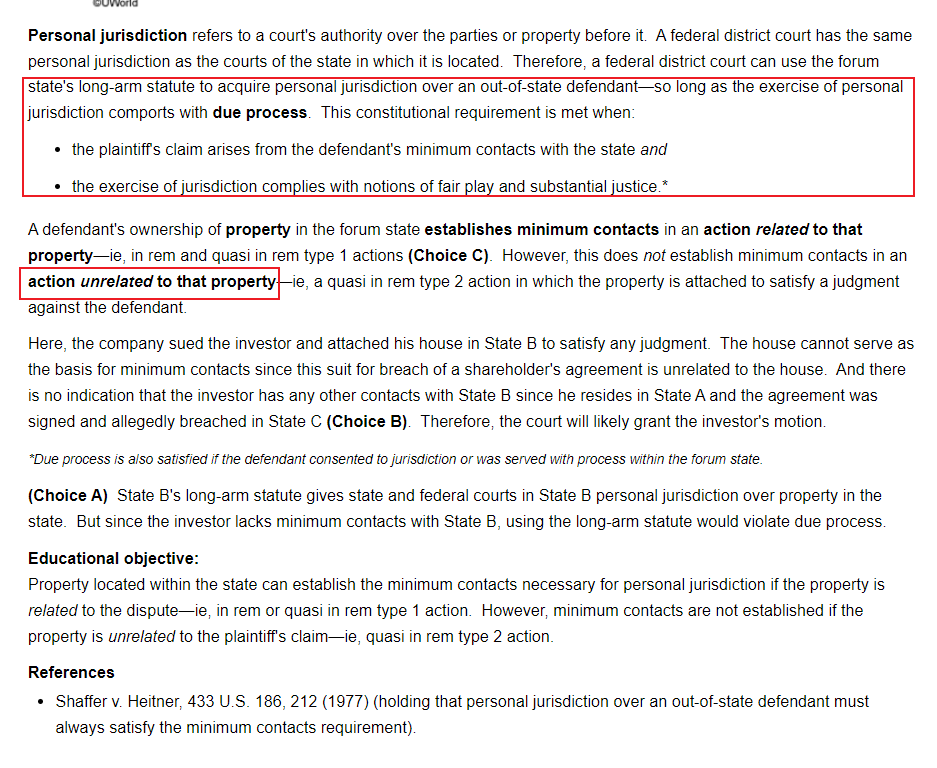 ©UWorld
Personal jurisdiction refers to a court's authority over the parties or property before it. A federal district court has the same
personal jurisdiction as the courts of the state in which it is located. Therefore, a federal district court can use the forum
state's long-arm statute to acquire personal jurisdiction over an out-of-state defendant—so long as the exercise of personal
jurisdiction comports with due process. This constitutional requirement is met when:
• the plaintiff's claim arises from the defendant's minimum contacts with the state and
• the exercise of jurisdiction complies with notions of fair play and substantial justice.*
A defendant's ownership of property in the forum state establishes minimum contacts in an action related to that
property—ie, in rem and quasi in rem type 1 actions (Choice C). However, this does not establish minimum contacts in an
action unrelated to that property—ie, a quasi in rem type 2 action in which the property is attached to satisfy a judgment
against the defendant.
Here, the company sued the investor and attached his house in State B to satisfy any judgment. The house cannot serve as
the basis for minimum contacts since this suit for breach of a shareholder's agreement is unrelated to the house. And there
is no indication that the investor has any other contacts with State B since he resides in State A and the agreement was
signed and allegedly breached in State C (Choice B). Therefore, the court will likely grant the investor's motion.
*Due process is also satisfied if the defendant consented to jurisdiction or was served with process within the forum state.
(Choice A) State B's long-arm statute gives state and federal courts in State B personal jurisdiction over property in the
state. But since the investor lacks minimum contacts with State B, using the long-arm statute would violate due process.
Educational objective:
Property located within the state can establish the minimum contacts necessary for personal jurisdiction if the property is
related to the dispute—ie, in rem or quasi in rem type 1 action. However, minimum contacts are not established if the
property is unrelated to the plaintiff's claim—ie, quasi in rem type 2 action.
References
• Shaffer v. Heitner, 433 U.S. 186, 212 (1977) (holding that personal jurisdiction over an out-of-state defendant must
always satisfy the minimum contacts requirement).